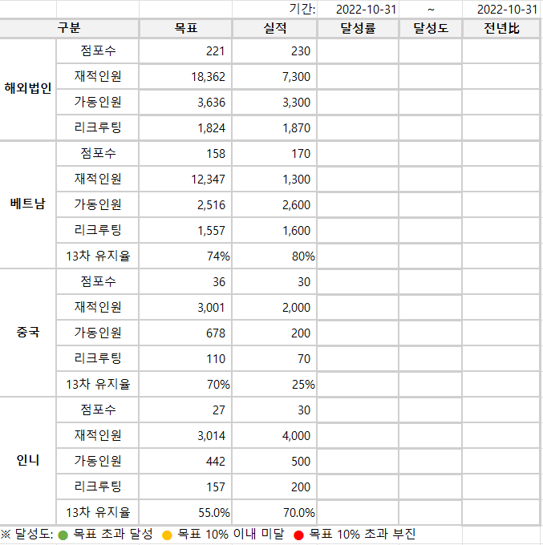 기간: 2022-10-31 ~ 2022-10-31
구분 목표 실적 달성률 달성도 전년比
해외법인
점포수 221 230
재적인원 18,362 7,300
가동인원 3,636 3,300
리크루팅 1,824 1,870
베트남
점포수 158 170
재적인원 12,347 1,300
가동인원 2,516 2,600
리크루팅 1,557 1,600
13차 유지율 74% 80%
중국
점포수 36 30
재적인원 3,001 2,000
가동인원 678 200
리크루팅 110 70
13차 유지율 70% 25%
인니
점포수 27 30
재적인원 3,014 4,000
가동인원 442 500
리크루팅 157 200
13차 유지율 55.0% 70.0%
※ 달성도: 목표 초과 달성 목표 10% 이내 미달 목표 10% 초과 부진